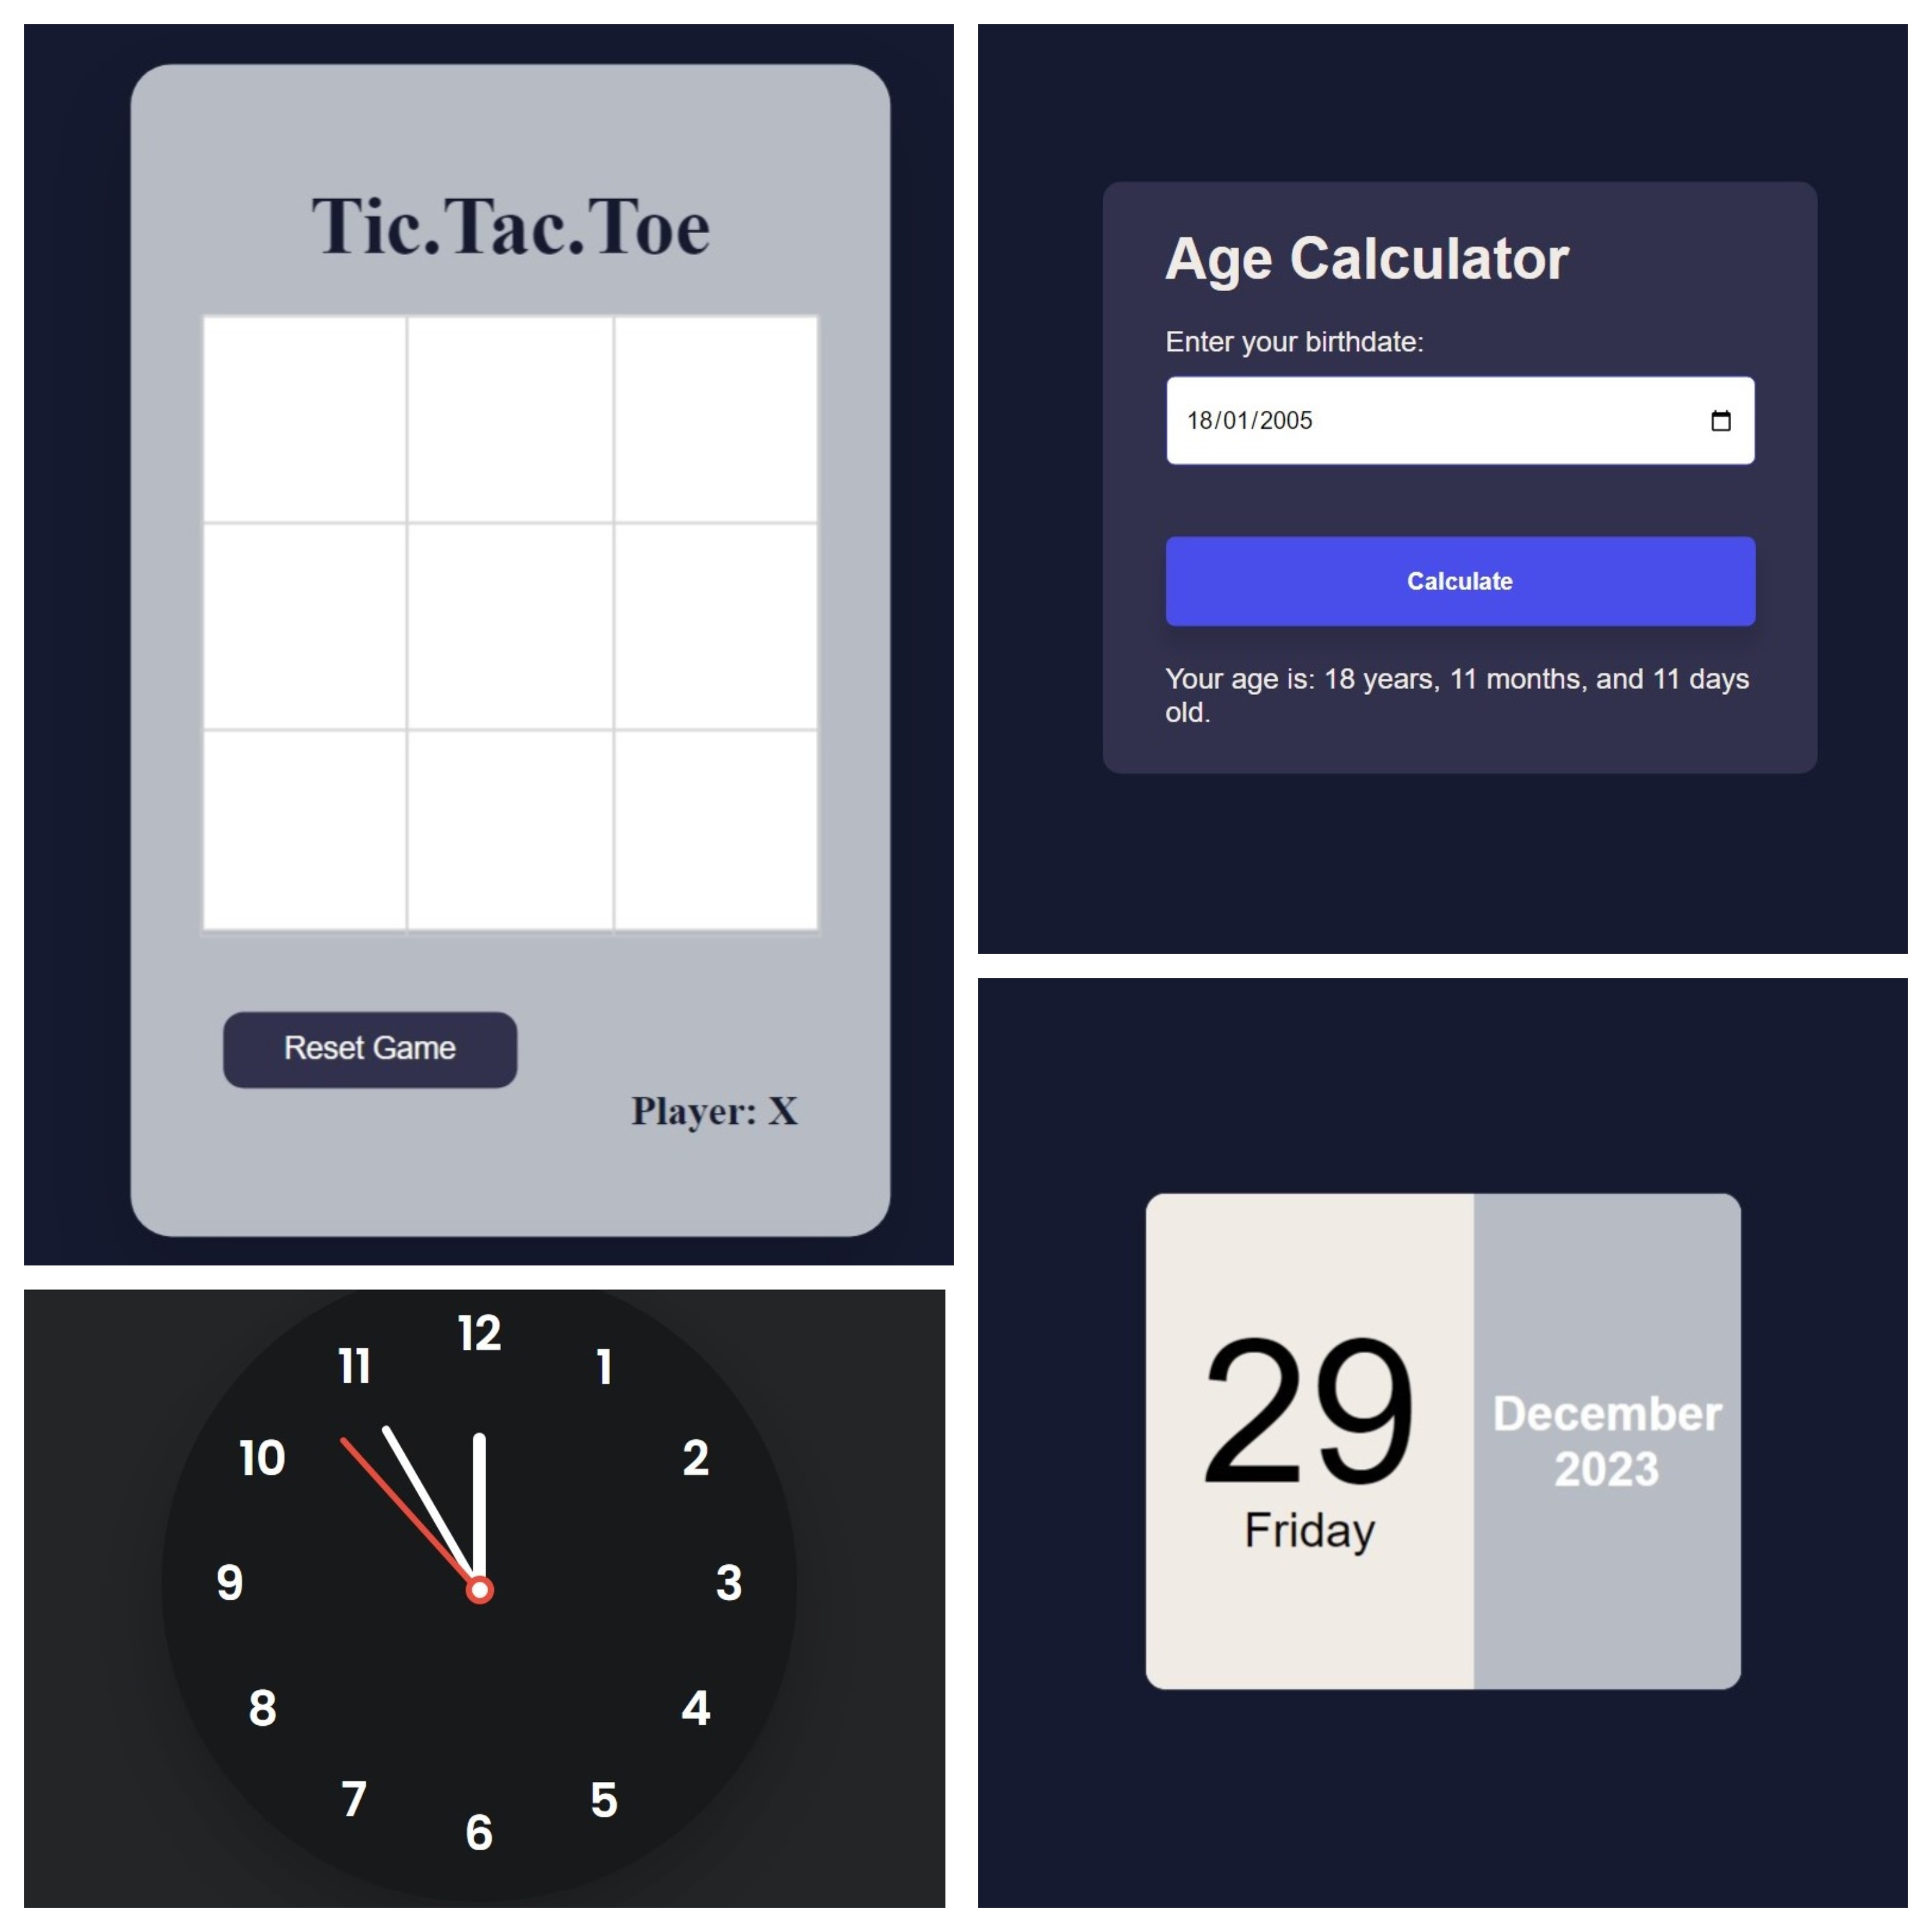 Tic.Tac.Toe
Reset Game
Player: X
Age Calculator
Enter your birthdate:
18/01/2005
Calculate
Your age is: 18 years, 11 months, and 11 days
old.
12
11
1
10
2
9
3
8
4
7
5
6
29
Friday
December
2023